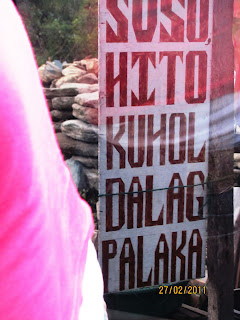 SUSO,
HITO
KUHOL
DALAG
PALAKA
27/02/2011